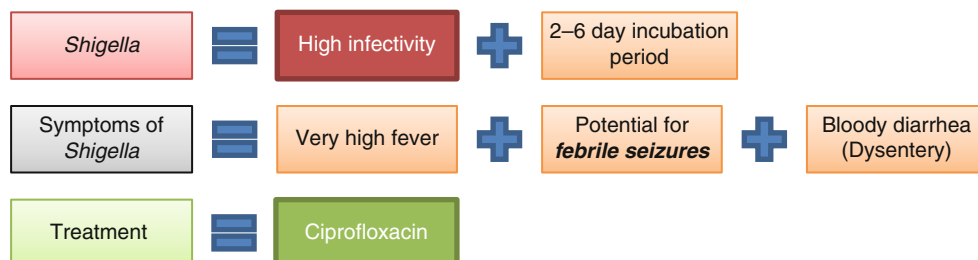 Shigella
High infectivity
2–6 day incubation
period
Symptoms of
Shigella
Very high fever
Potential for
febrile seizures
Bloody diarrhea
(Dysentery)
Treatment
Ciprofloxacin